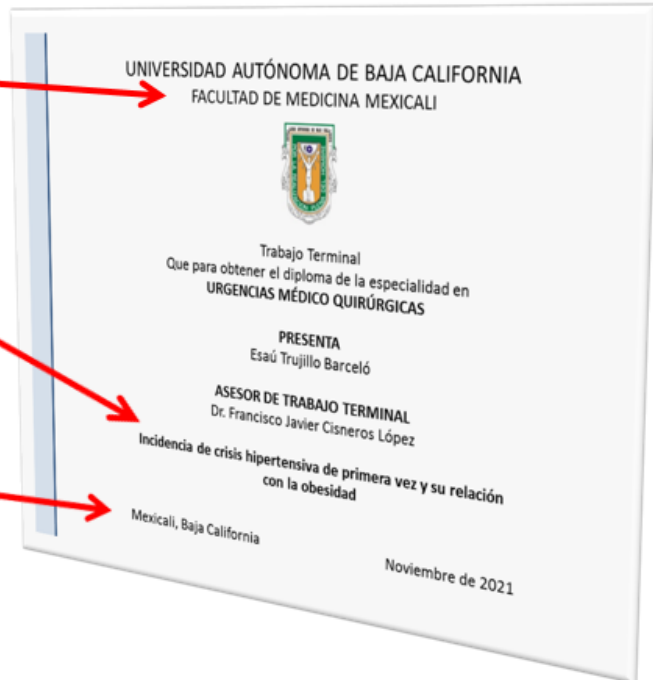 UNIVERSIDAD AUTÓNOMA DE BAJA CALIFORNIA
FACULTAD DE MEDICINA MEXICALI
Trabajo Terminal
Que para obtener el diploma de la especialidad en
URGENCIAS MÉDICO QUIRÚRGICAS
PRESENTA
Esaú Trujillo Barceló
ASESOR DE TRABAJO TERMINAL
Dr. Francisco Javier Cisneros López
Incidencia de crisis hipertensiva de primera vez y su relación
con la obesidad
Mexicali, Baja California
Noviembre de 2021